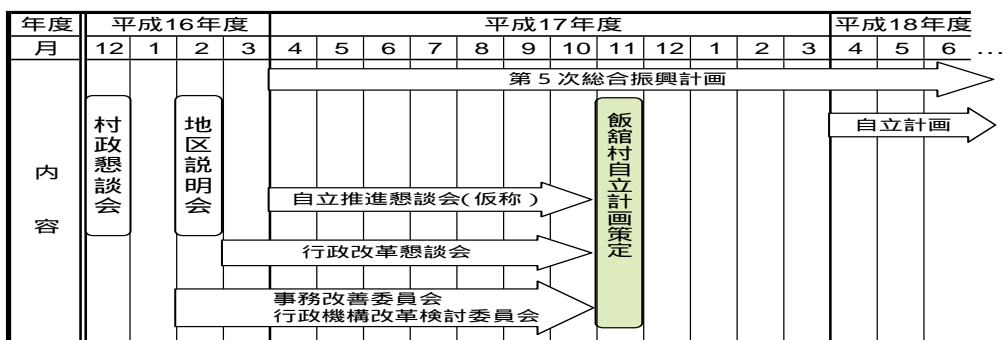 年度 平成16年度 平成17年度 平成18年度
月 12 1 2 3 4 5 6 7 8 9 10 11 12 1 2 3 4 5 6 …
内容
第5次総合振興計画
自立計画
村政懇談会
地区説明会
飯舘村自立計画策定
自立推進懇談会(仮称)
行政改革懇談会
事務改善委員会
行政機構改革検討委員会